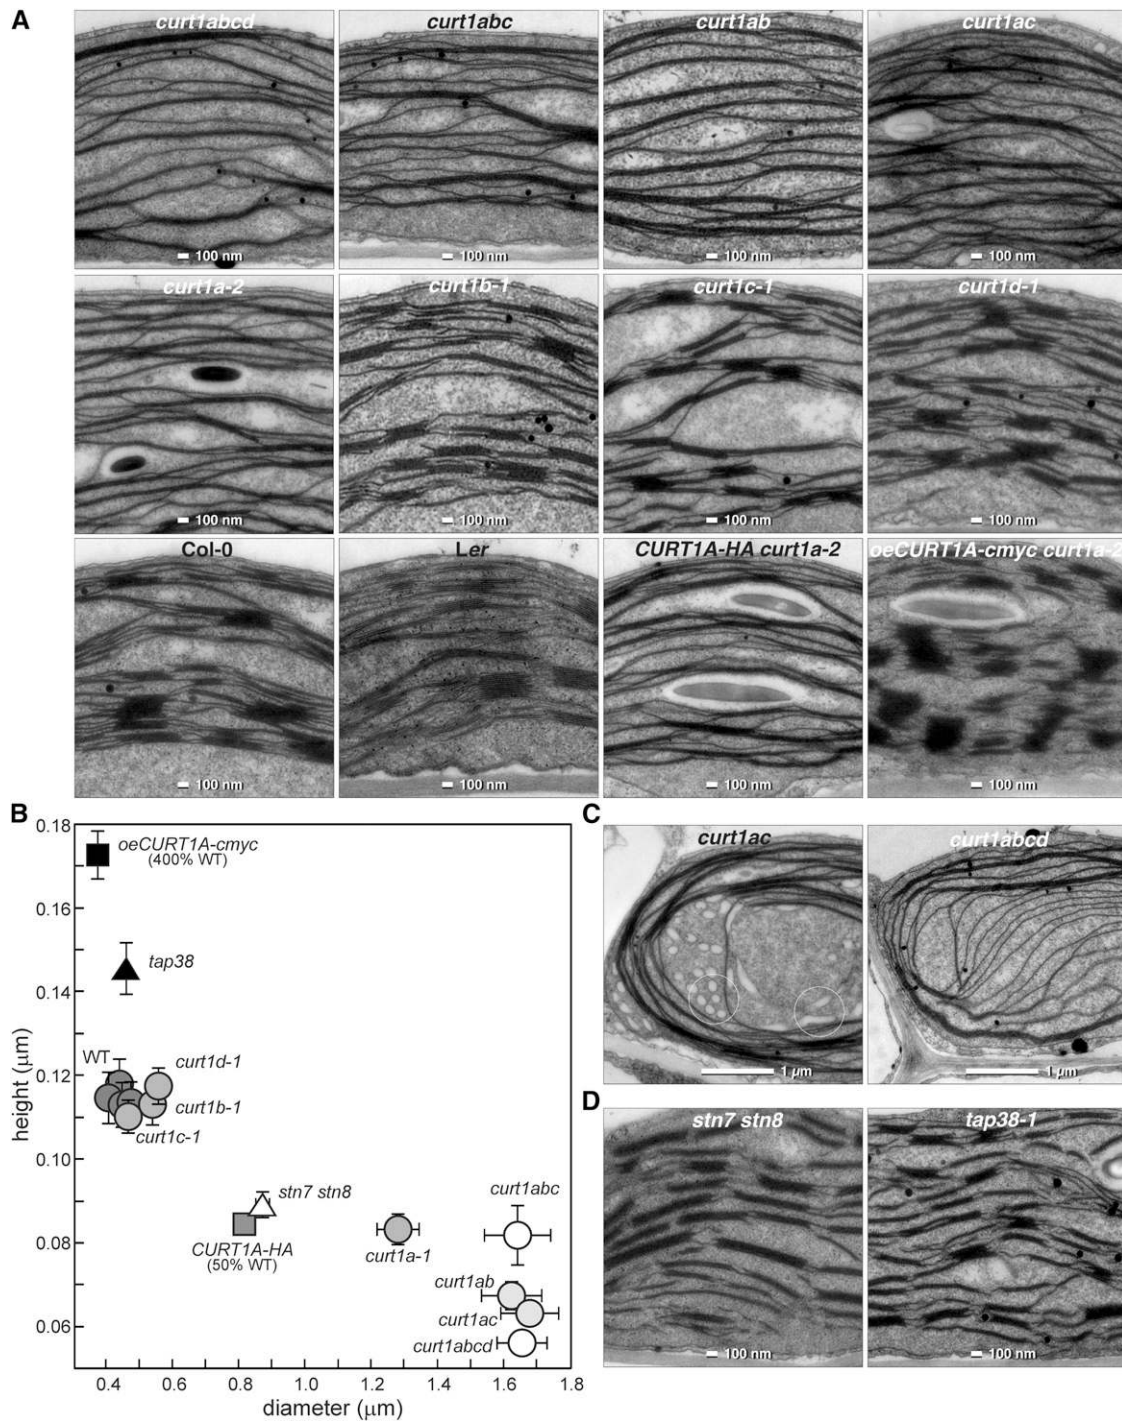 A
curt1abcd
curt1abc
curt1ab
curt1ac
100 nm
100 nm
100 nm
100 nm
curt1a-2
curt1b-1
curt1c-1
curt1d-1
100 nm
100 nm
100 nm
100 nm
Col-0
Ler
CURT1A-HA curt1a-2
oeCURT1A-cmyc curt1a-2
100 nm
100 nm
100 nm
100 nm
B
0.18
0.16
0.14
0.12
0.10
0.08
0.06
height (µm)
oeCURT1A-cmyc
(400% WT)
tap38
WT
curt1d-1
curt1b-1
curt1c-1
stn7 stn8
CURT1A-HA
(50% WT)
curt1a-1
curt1abc
curt1ab
curt1ac
curt1abcd
0.4 0.6 0.8 1.0 1.2 1.4 1.6 1.8
diameter (µm)
C
curt1ac
curt1abcd
1 µm
1 µm
D
stn7 stn8
tap38-1
100 nm
100 nm